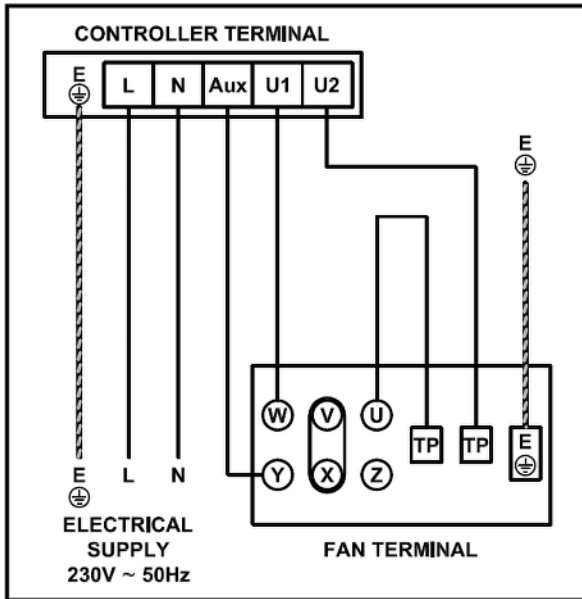 CONTROLLER TERMINAL
E L N Aux U1 U2
E
W V U
TP TP E
Y X Z
E L N
ELECTRICAL
SUPPLY
230V ~ 50Hz
FAN TERMINAL